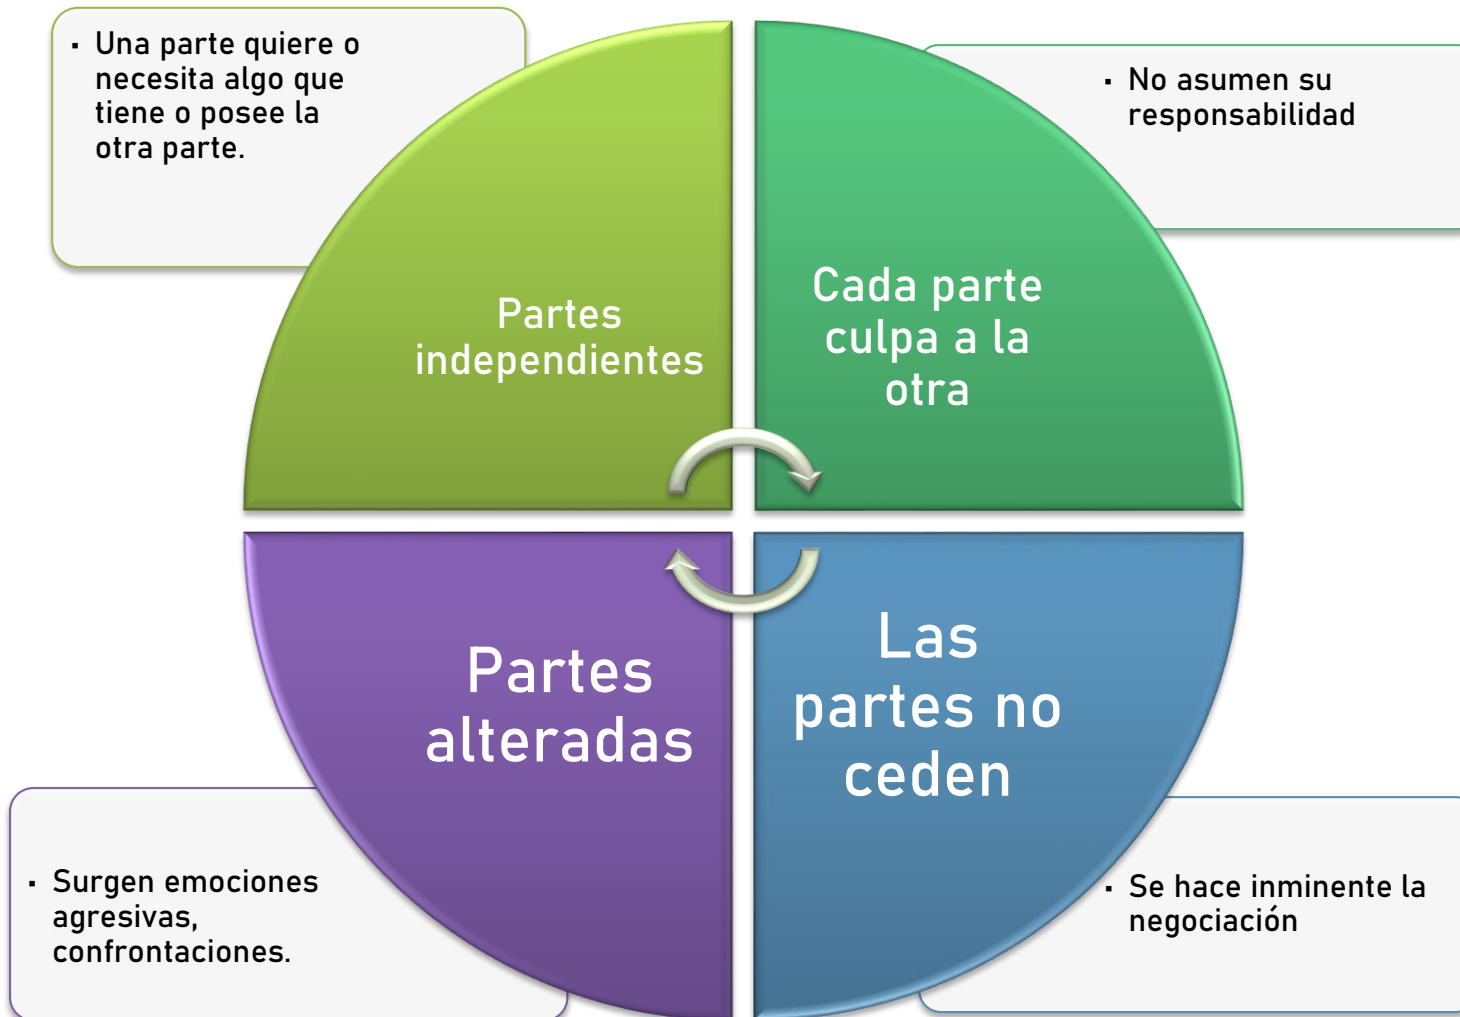 ▪ Una parte quiere o
necesita algo que
tiene o posee la
otra parte.
▪ No asumen su
responsabilidad
Partes
independientes
Cada parte
culpa a la
otra
Partes
alteradas
Las
partes no
ceden
▪ Surgen emociones
agresivas,
confrontaciones.
▪ Se hace inminente la
negociación